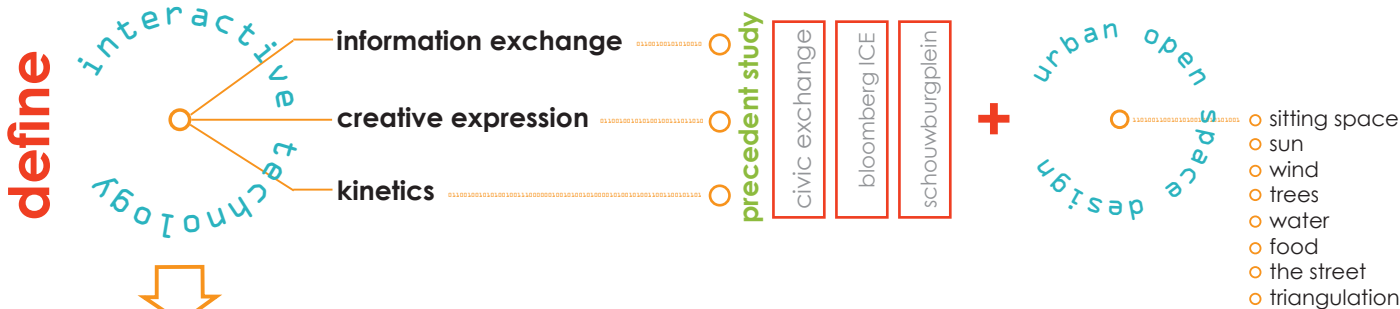 define
interactive technology
information exchange
creative expression
kinetics
precedent study
civic exchange
bloomberg ICE
schouwburgplein
+
urban open space design
sitting space
sun
wind
trees
water
food
the street
triangulation